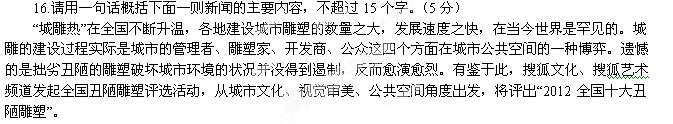 16.请用一句话概括下面一则新闻的主要内容，不超过 15 个字。（5 分）
“城雕热”在全国不断升温，各地建设城市雕塑的数量之大，发展速度之快，在当今世界是罕见的。城
雕的建设过程实际是城市的管理者、雕塑家、开发商、公众这四个方面在城市公共空间的一种博弈。遗憾
的是拙劣丑陋的雕塑破坏城市环境的状况并没得到遏制，反而愈演愈烈。有鉴于此，搜狐文化、搜狐艺术
频道发起全国丑陋雕塑评选活动，从城市文化、视觉审美、公共空间角度出发，将评出“2012 全国十大丑
陋雕塑”。